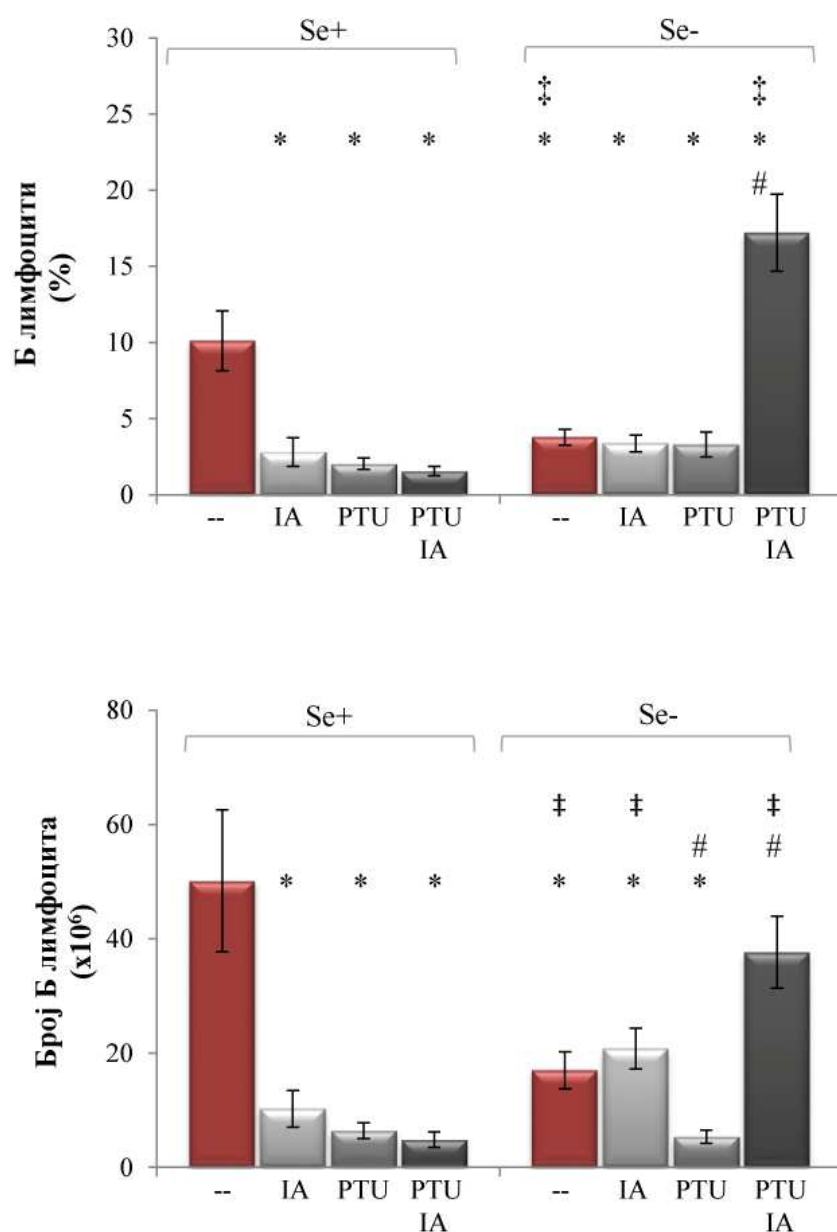 Se+ Se-
30
25
20
15
10
5
0
Б лимфоцити
(%)
‡ ‡
* * * * * * *
#
-- IA PTU PTU -- IA PTU PTU
IA IA
Se+ Se-
80
60
40
20
0
Број Б лимфоцита
(x10⁶)
‡ ‡ ‡
# #
* * * * * *
-- IA PTU PTU -- IA PTU PTU
IA IA